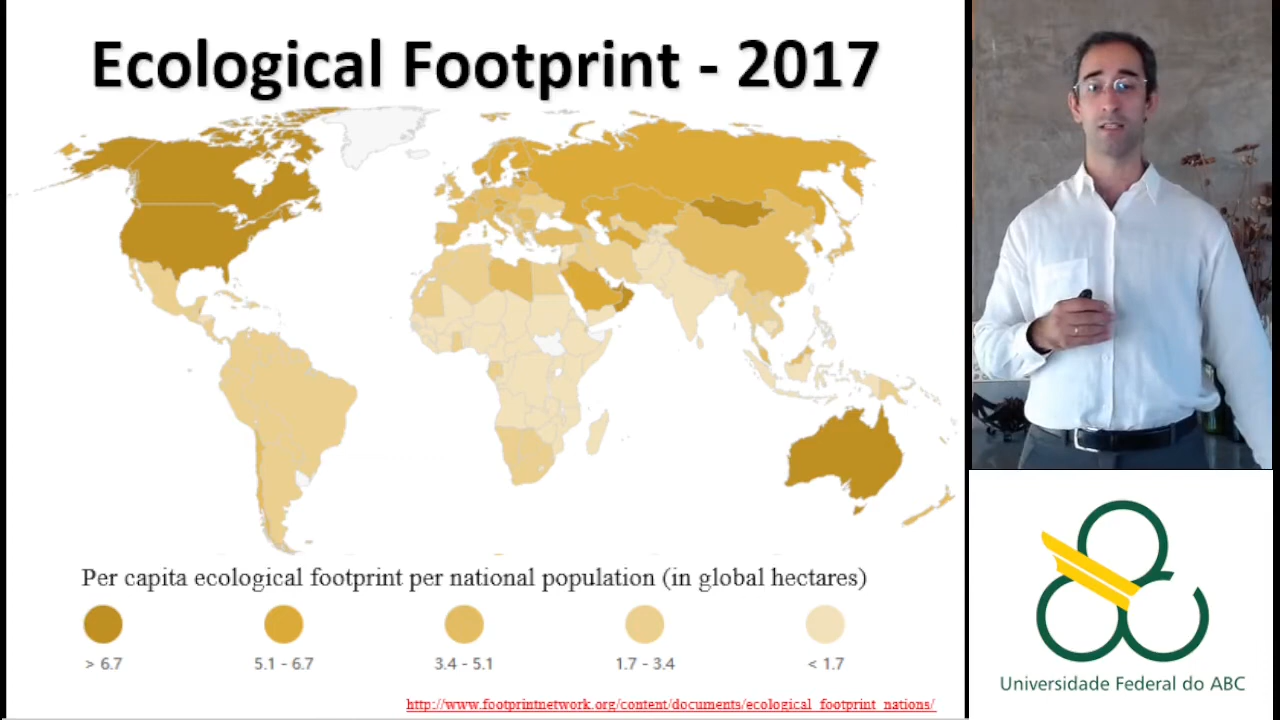 Ecological Footprint - 2017
Per capita ecological footprint per national population (in global hectares)
> 6.7
5.1 - 6.7
3.4 - 5.1
1.7 - 3.4
< 1.7
http://www.footprintnetwork.org/content/documents/ecological_footprint_nations/
Universidade Federal do ABC